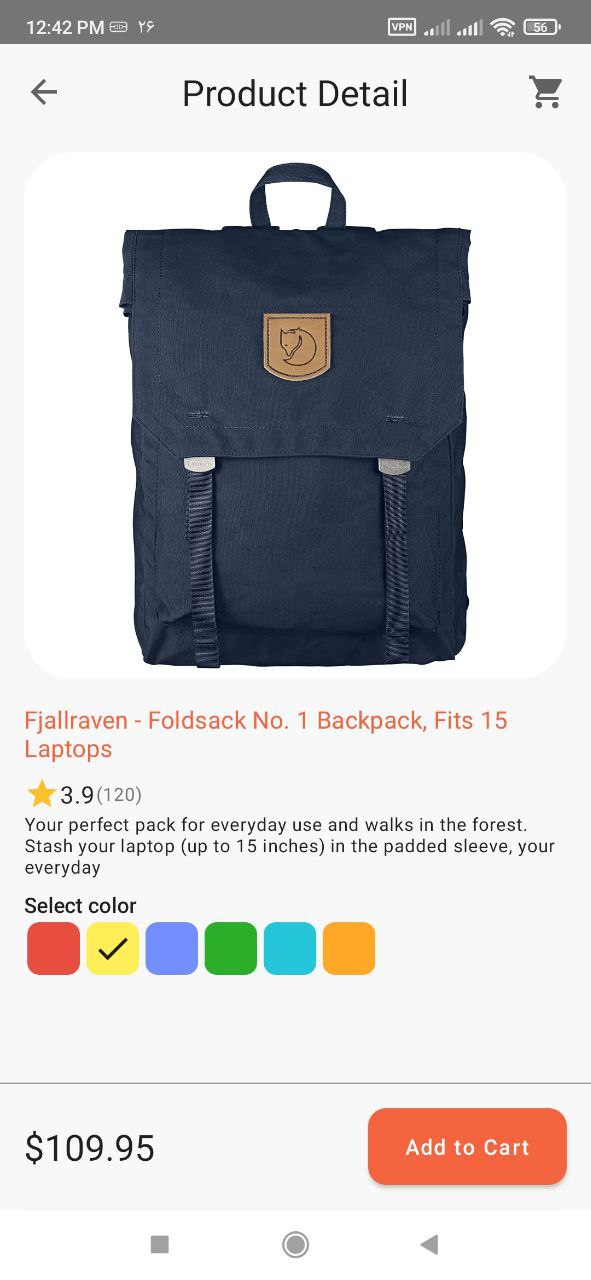 12:42 PM ۲۶ VPN 56
Product Detail
Fjallraven - Foldsack No. 1 Backpack, Fits 15
Laptops
3.9(120)
Your perfect pack for everyday use and walks in the forest.
Stash your laptop (up to 15 inches) in the padded sleeve, your
everyday
Select color
$109.95
Add to Cart